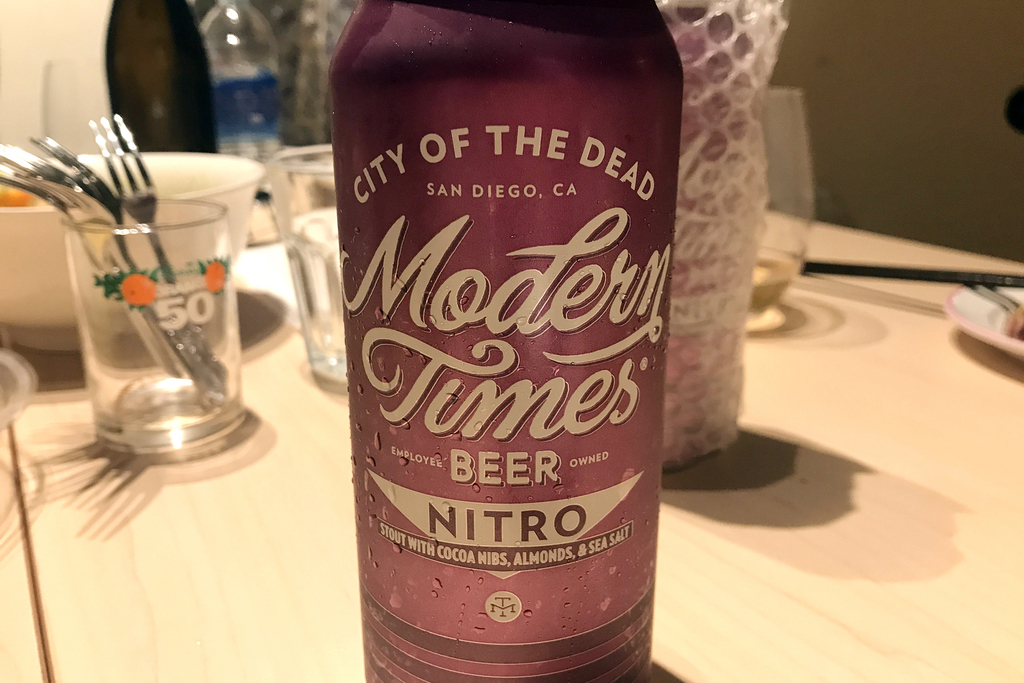 CITY OF THE DEAD
SAN DIEGO, CA
Modern
Times
EMPLOYEE BEER OWNED
NITRO
STOUT WITH COCOA NIBS, ALMONDS, & SEA SALT
TM
50